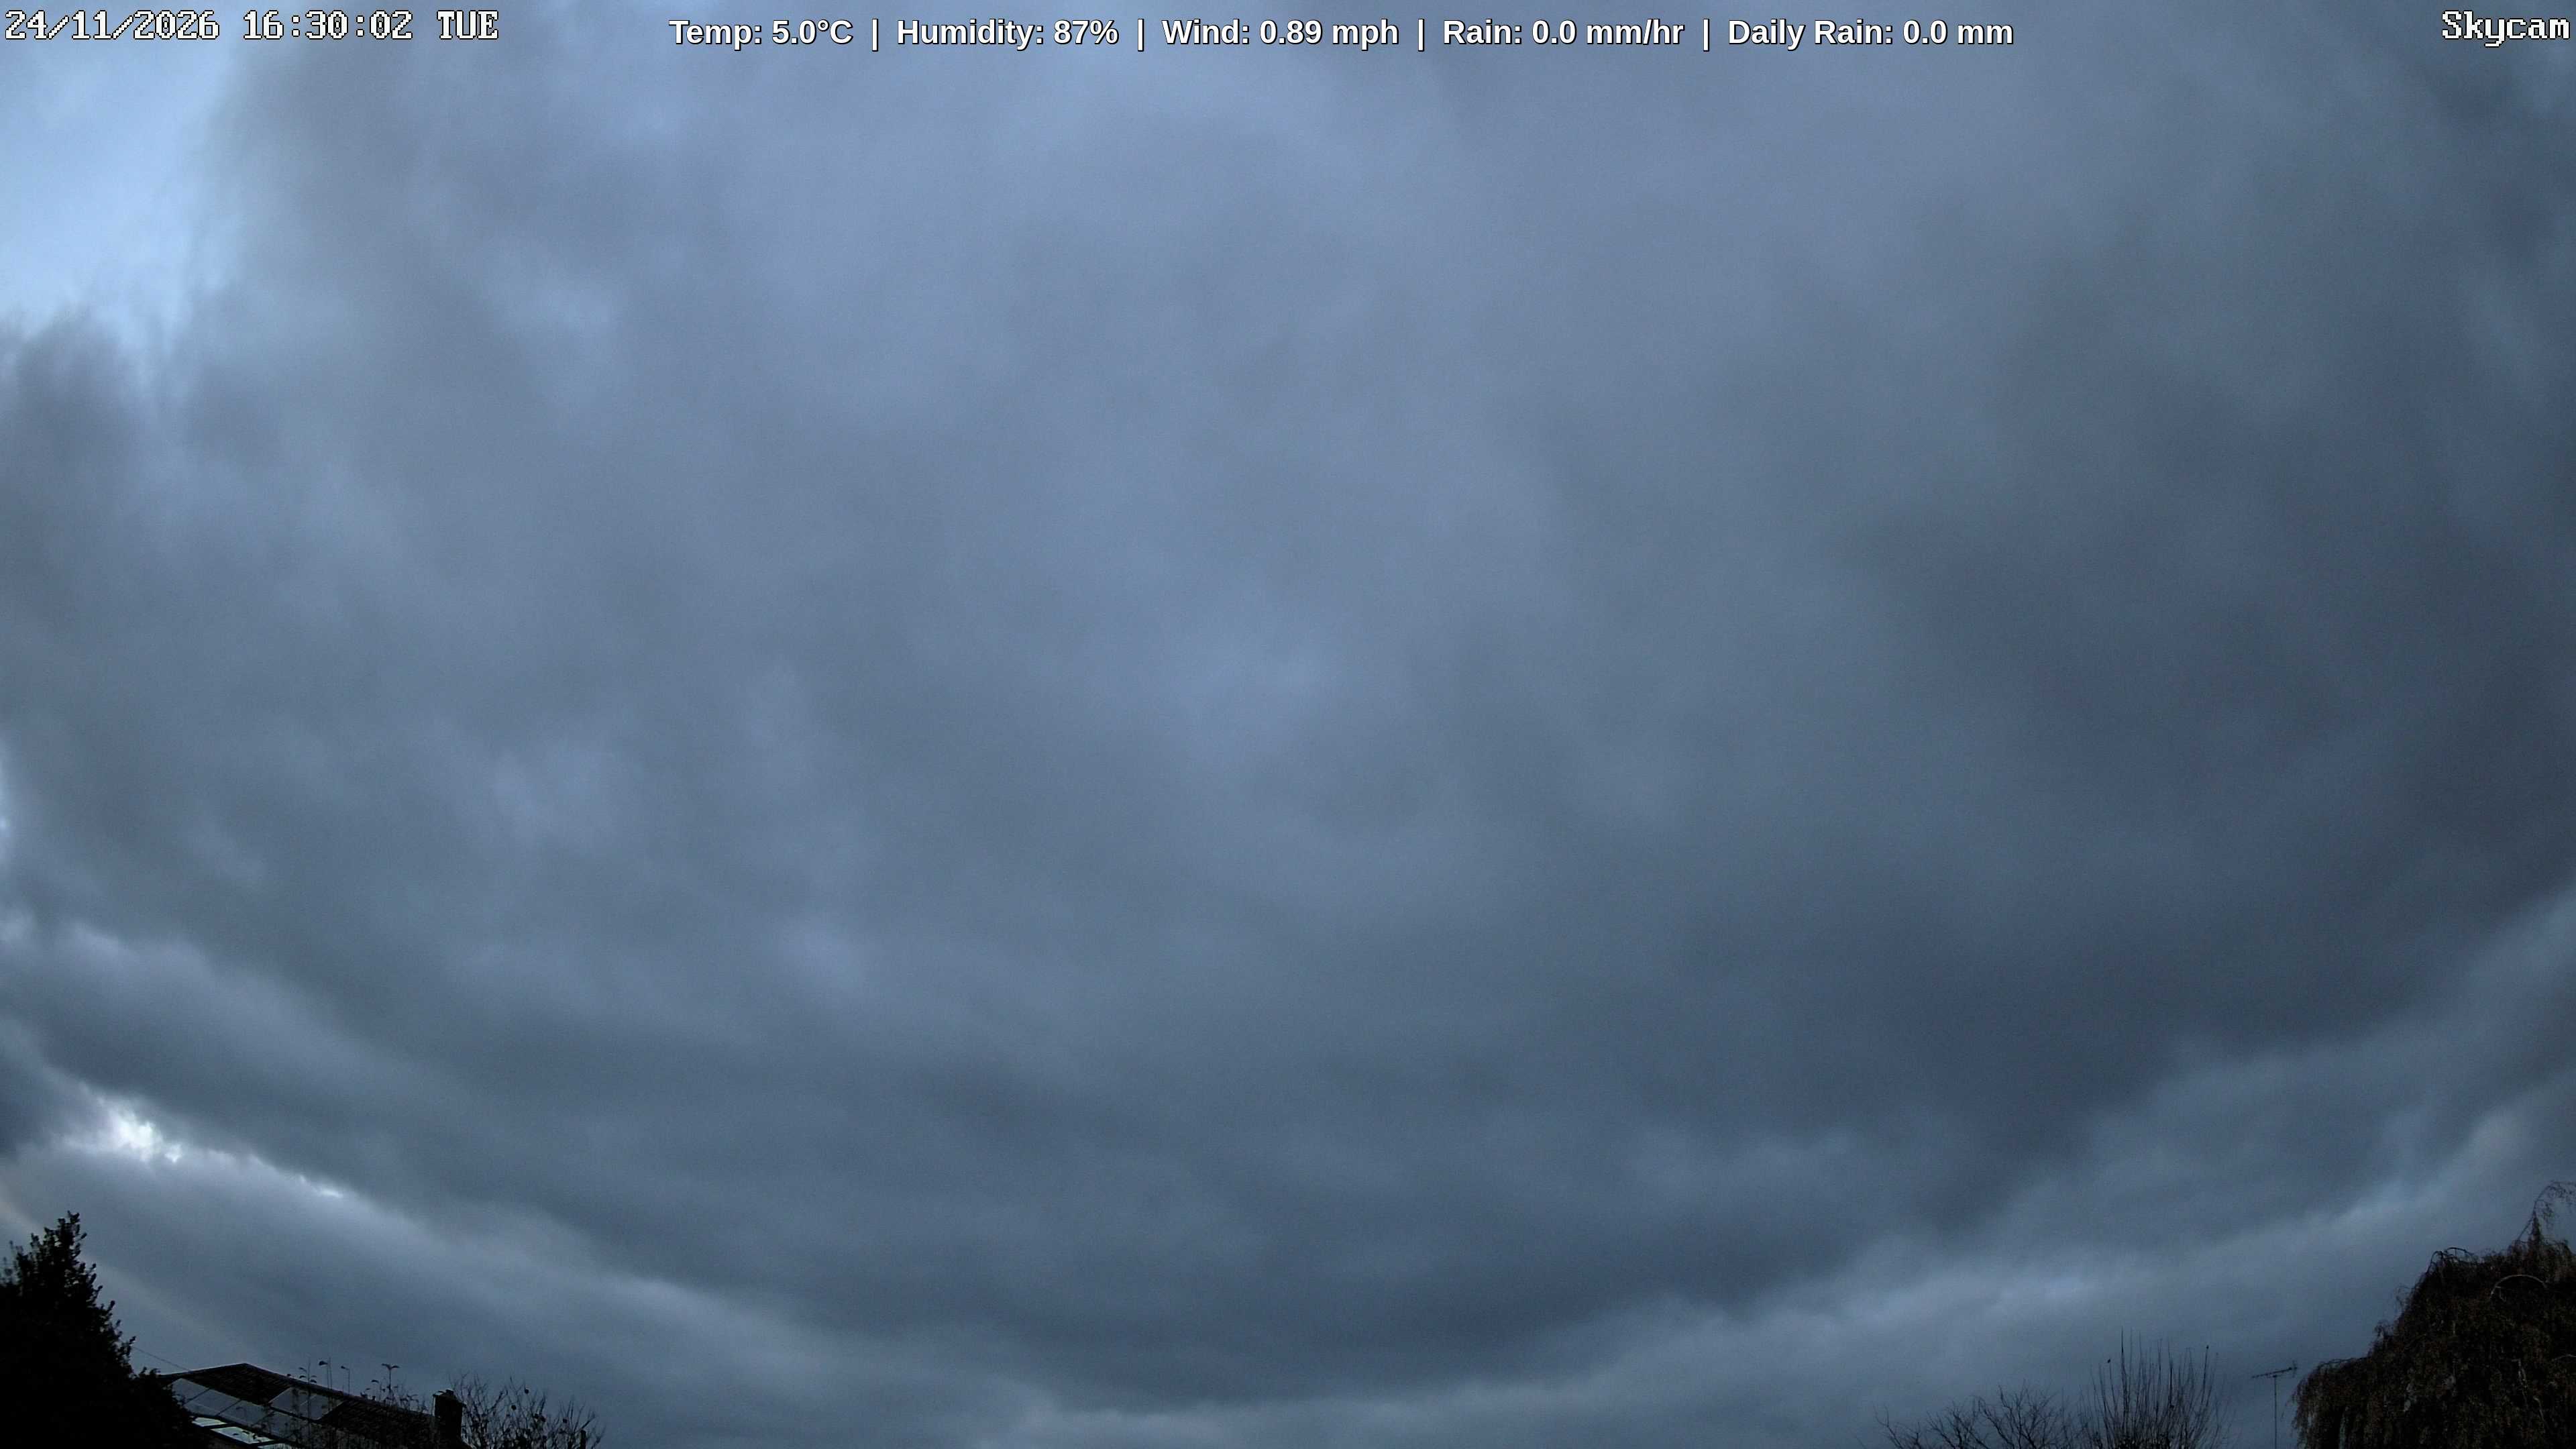 24/11/2026 16:30:02 TUE
Temp: 5.0°C | Humidity: 87% | Wind: 0.89 mph | Rain: 0.0 mm/hr | Daily Rain: 0.0 mm
Skycam